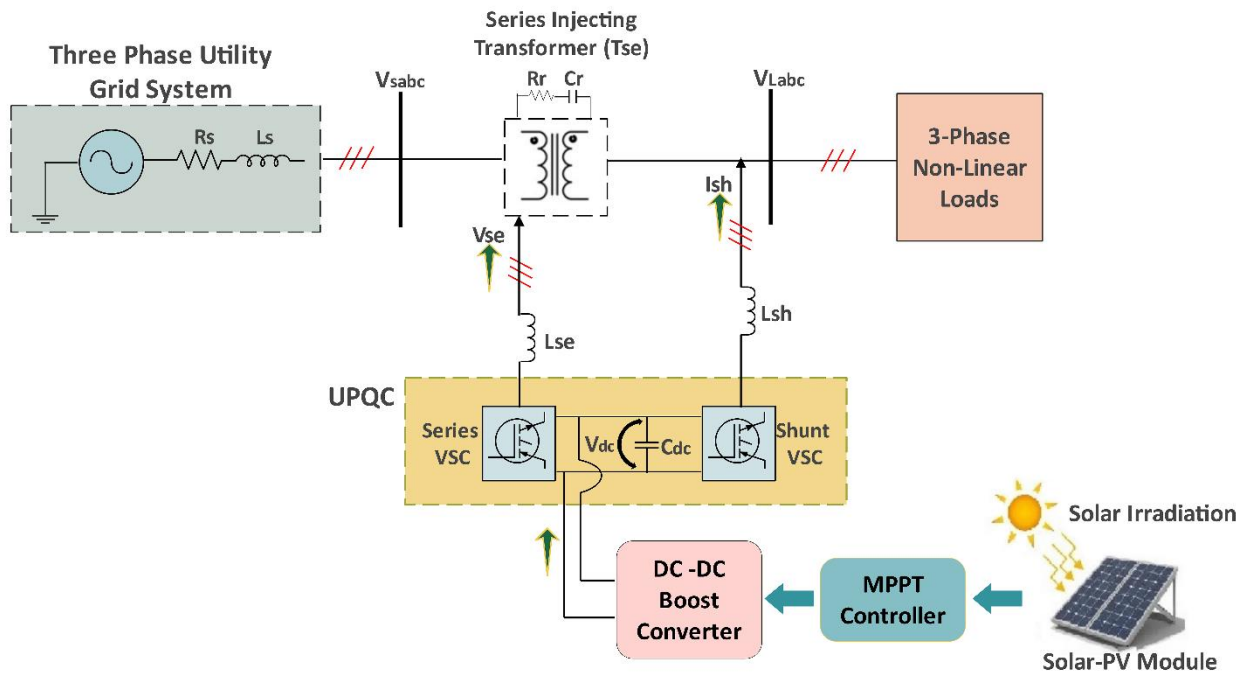 Series Injecting
Transformer (Tse)
Three Phase Utility
Grid System
Vsabc
Rr
Cr
VLabc
Rs
Ls
3-Phase
Non-Linear
Loads
Ish
Vse
Lsh
Lse
UPQC
Series
VSC
Vdc
Cdc
Shunt
VSC
Solar Irradiation
DC -DC
Boost
Converter
MPPT
Controller
Solar-PV Module